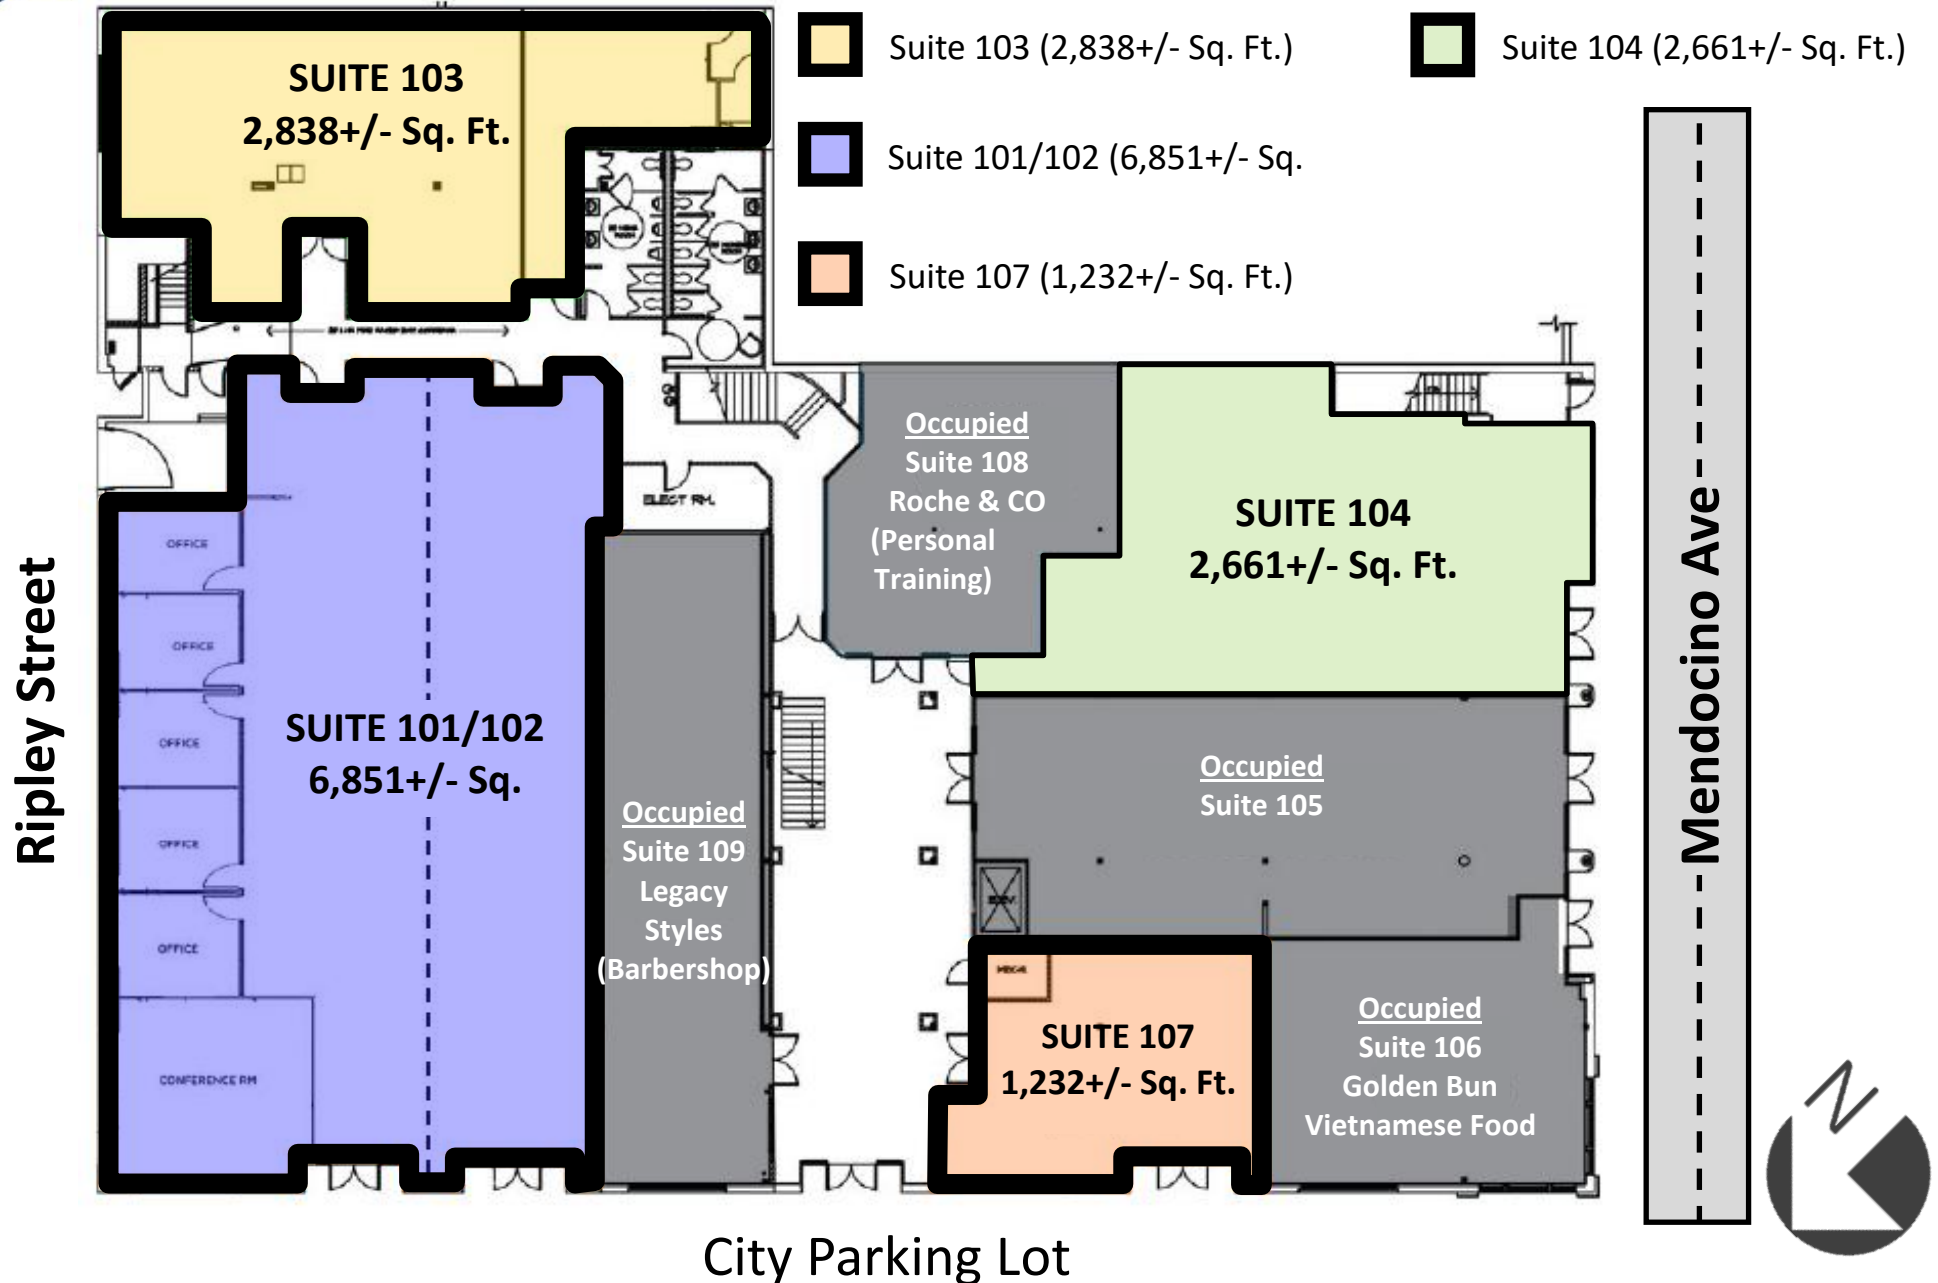 SUITE 103
2,838+/- Sq. Ft.
Suite 103 (2,838+/- Sq. Ft.)
Suite 104 (2,661+/- Sq. Ft.)
Suite 101/102 (6,851+/- Sq.
Suite 107 (1,232+/- Sq. Ft.)
Occupied
Suite 108
Roche & CO
(Personal
Training)
SUITE 104
2,661+/- Sq. Ft.
ELECT RM.
OFFICE
OFFICE
OFFICE
OFFICE
OFFICE
CONFERENCE RM
SUITE 101/102
6,851+/- Sq.
Occupied
Suite 109
Legacy
Styles
(Barbershop)
Occupied
Suite 105
ELEV.
MECH.
SUITE 107
1,232+/- Sq. Ft.
Occupied
Suite 106
Golden Bun
Vietnamese Food
Ripley Street
Mendocino Ave
N
City Parking Lot